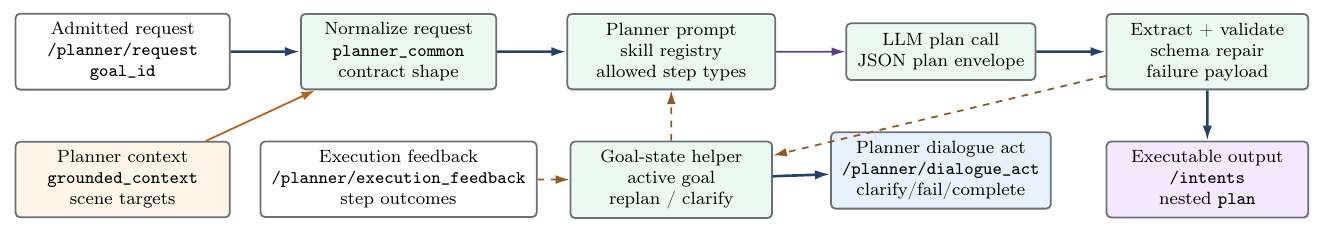 Admitted request
/planner/request
goal_id
Normalize request
planner_common
contract shape
Planner prompt
skill registry
allowed step types
LLM plan call
JSON plan envelope
Extract + validate
schema repair
failure payload
Planner context
grounded_context
scene targets
Execution feedback
/planner/execution_feedback
step outcomes
Goal-state helper
active goal
replan / clarify
Planner dialogue act
/planner/dialogue_act
clarify/fail/complete
Executable output
/intents
nested plan